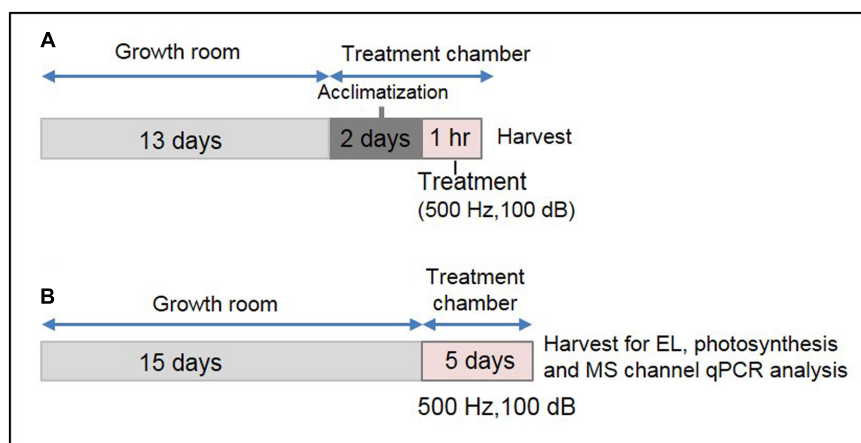 A
Growth room
Treatment chamber
Acclimatization
13 days
2 days
1 hr
Harvest
Treatment
(500 Hz,100 dB)
B
Growth room
Treatment
chamber
15 days
5 days
Harvest for EL, photosynthesis
and MS channel qPCR analysis
500 Hz,100 dB